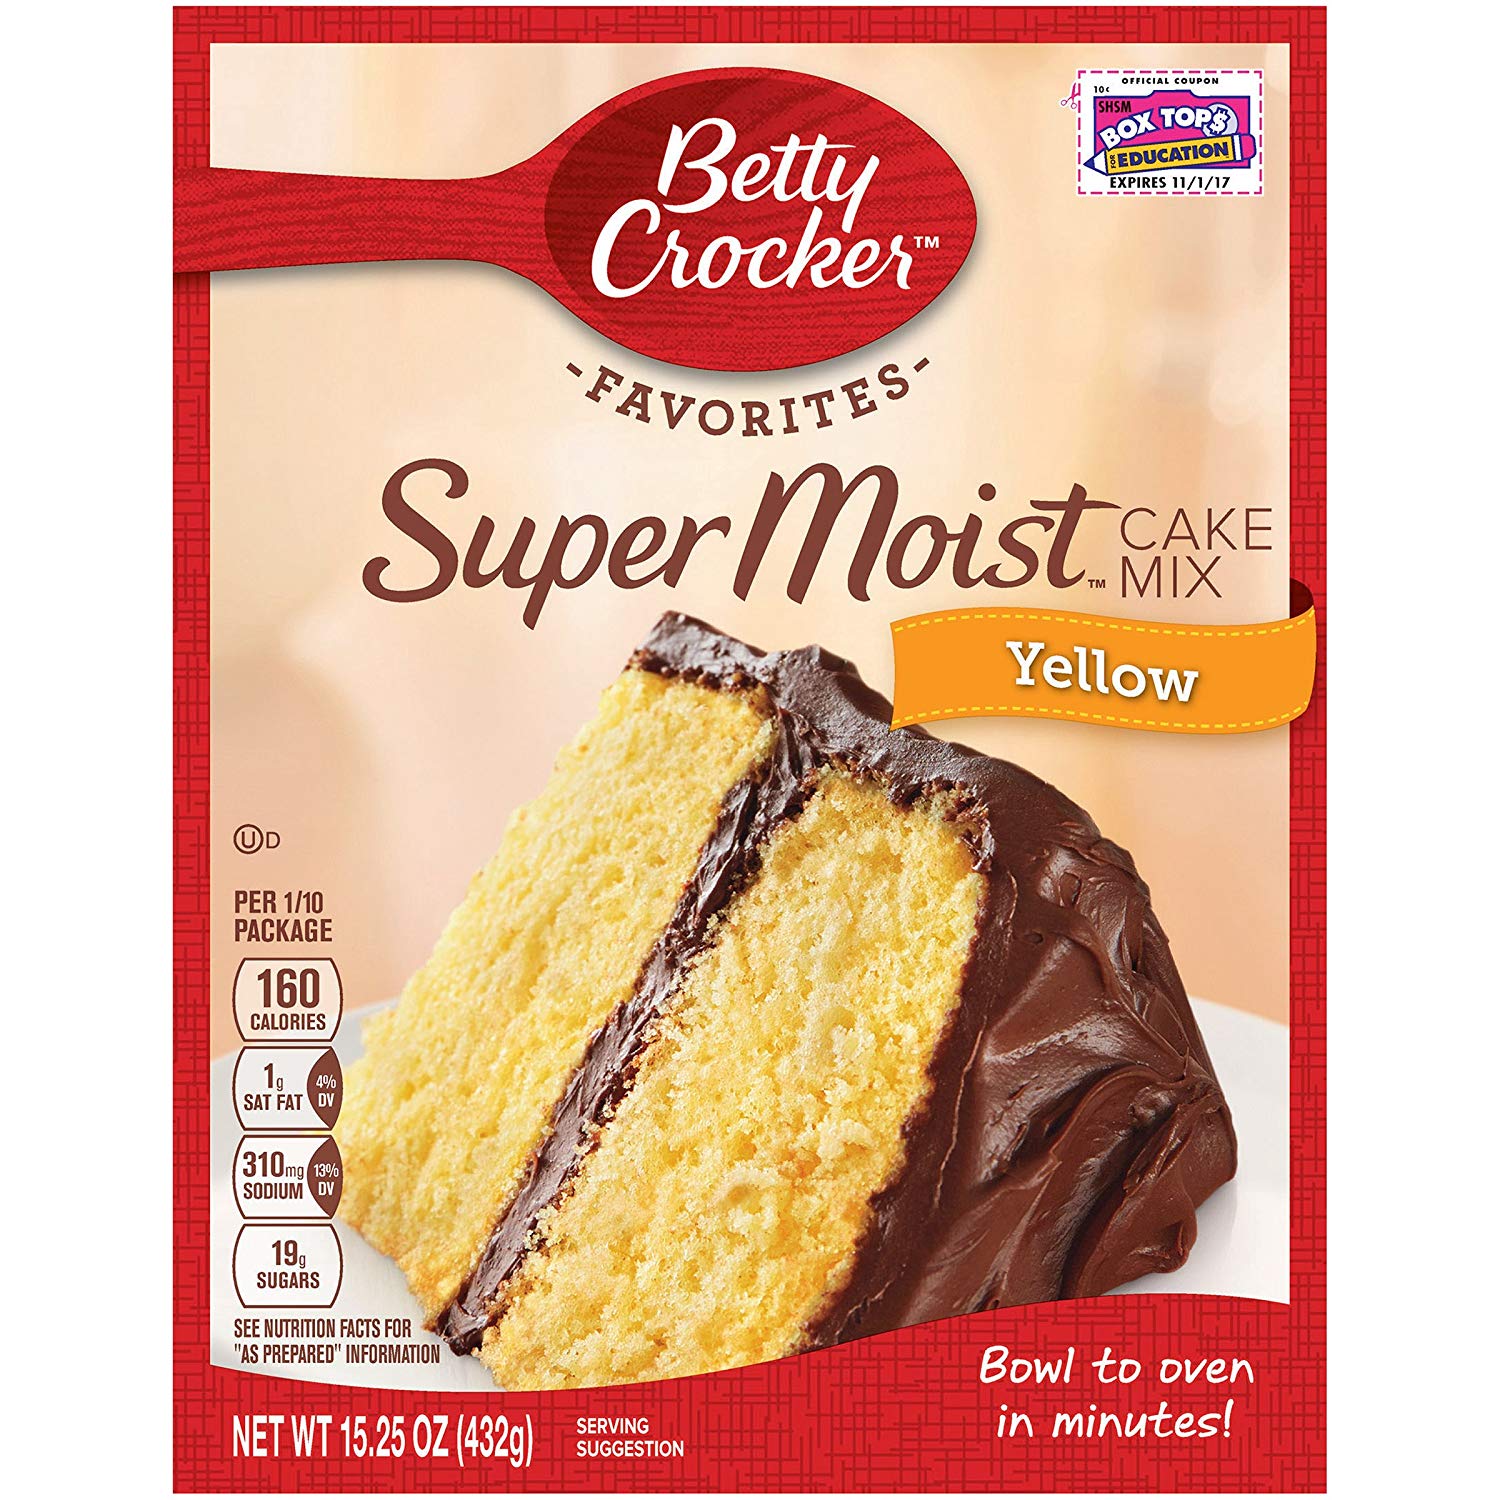 OFFICIAL COUPON
10¢
SHSM
BOX TOPS
FOR EDUCATION
EXPIRES 11/1/17
Betty
Crocker™
-FAVORITES-
Super Moist™ CAKE
MIX
Yellow
U D
PER 1/10
PACKAGE
160
CALORIES
1g
SAT FAT
4%
DV
310mg
SODIUM
13%
DV
19g
SUGARS
SEE NUTRITION FACTS FOR
"AS PREPARED" INFORMATION
Bowl to oven
in minutes!
NET WT 15.25 OZ (432g)
SERVING
SUGGESTION